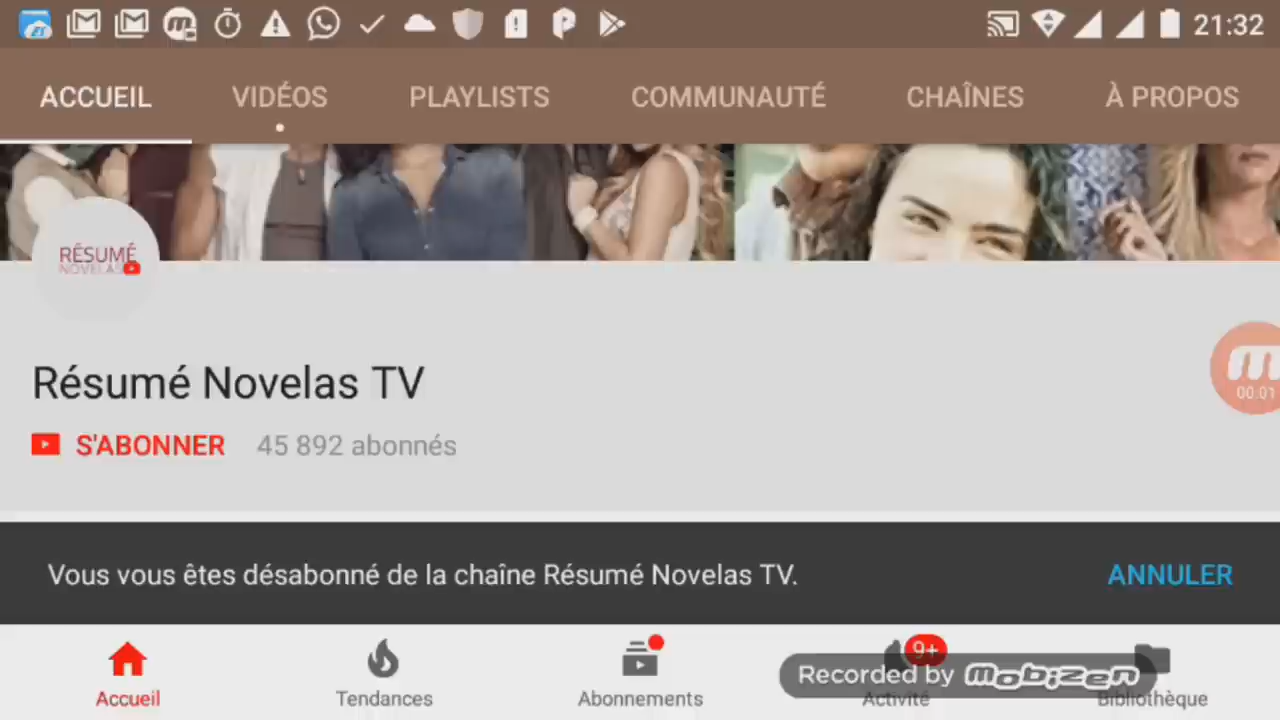 21:32
ACCUEIL VIDÉOS PLAYLISTS COMMUNAUTÉ CHAÎNES À PROPOS
RÉSUMÉ
NOVELAS
Résumé Novelas TV
S'ABONNER 45 892 abonnés
00:01
Vous vous êtes désabonné de la chaîne Résumé Novelas TV.
ANNULER
9+
Recorded by mobizen
Accueil Tendances Abonnements Activité Bibliothèque